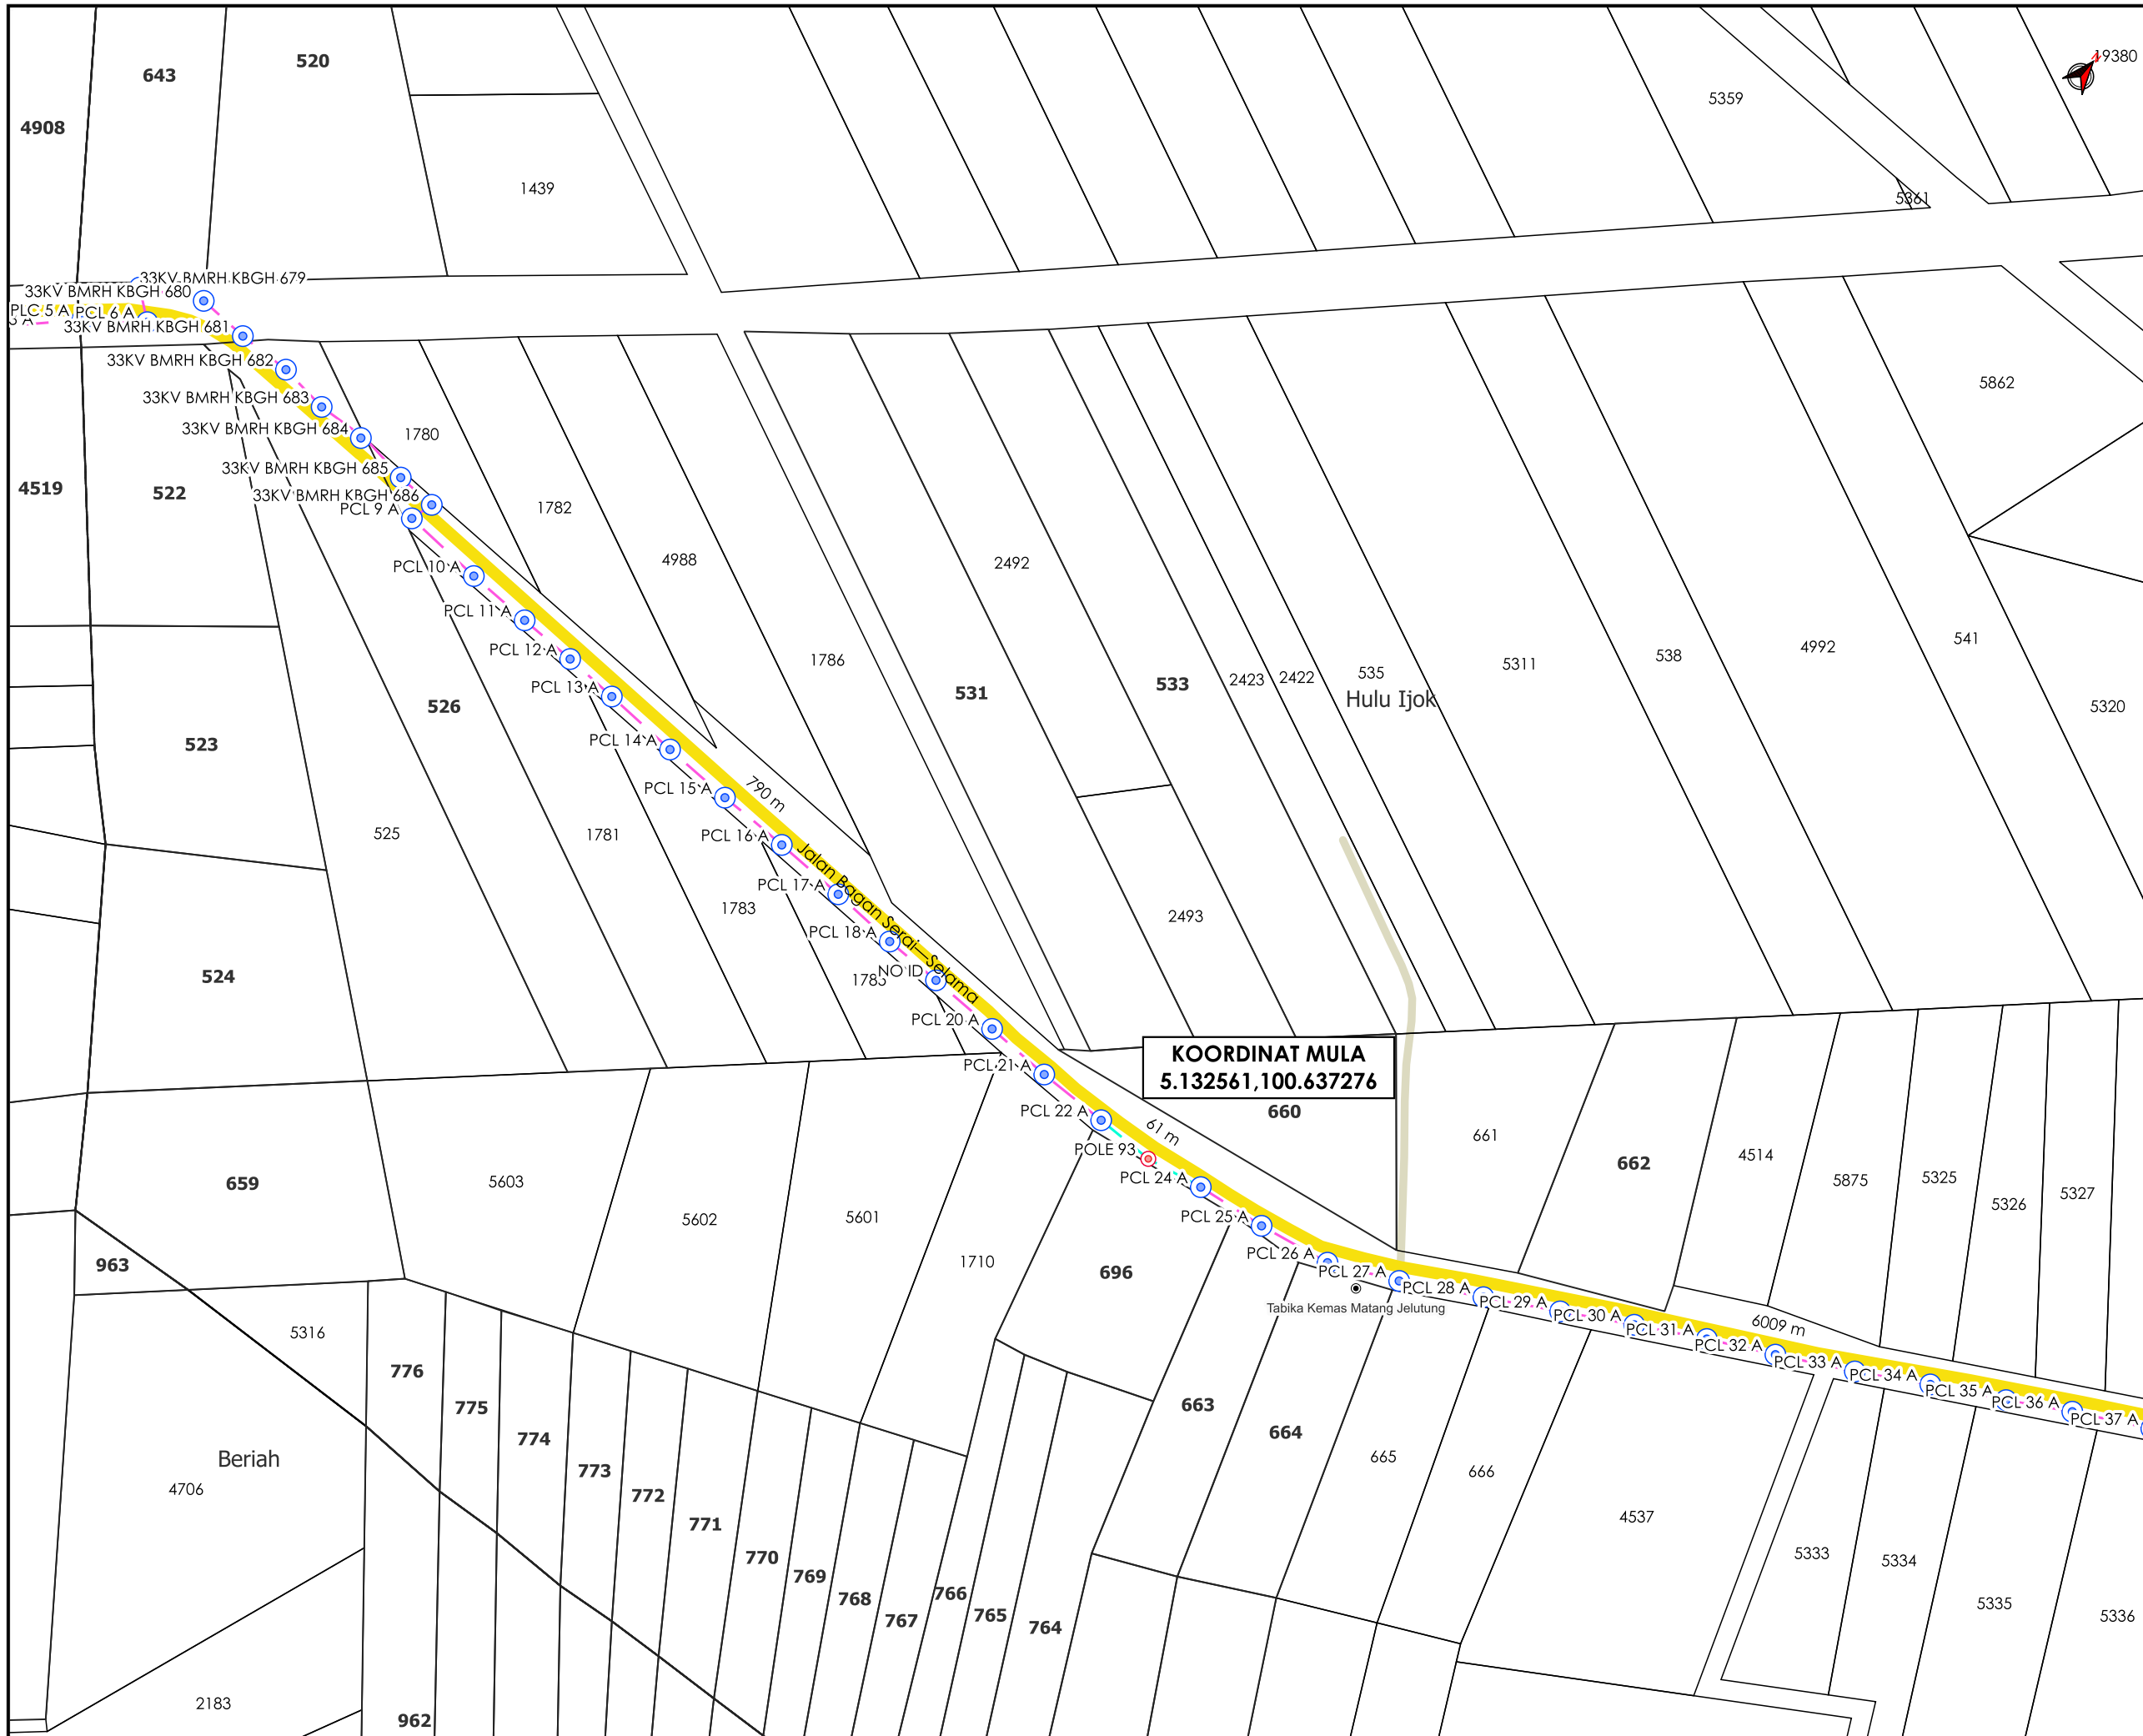 643
520
4908
1439
5359
5361
19380
33KV BMRH KBGH 679
33KV BMRH KBGH 680
PLC 5 A
PCL 6 A
33KV BMRH KBGH 681
33KV BMRH KBGH 682
33KV BMRH KBGH 683
33KV BMRH KBGH 684
33KV BMRH KBGH 685
33KV BMRH KBGH 686
PCL 9 A
PCL 10 A
PCL 11 A
PCL 12 A
PCL 13 A
PCL 14 A
PCL 15 A
PCL 16 A
PCL 17 A
PCL 18 A
NO ID
PCL 20 A
PCL 21 A
PCL 22 A
POLE 93
PCL 24 A
PCL 25 A
PCL 26 A
PCL 27 A
PCL 28 A
PCL 29 A
PCL 30 A
PCL 31 A
PCL 32 A
PCL 33 A
PCL 34 A
PCL 35 A
PCL 36 A
PCL 37 A
790 m
Jalan Bagan Serai—Selama
61 m
6009 m
4519
522
1780
1782
4988
1786
2492
531
533
2423
2422
535
Hulu Ijok
5311
538
4992
541
5862
5320
523
526
525
1781
1783
1785
2493
524
KOORDINAT MULA
5.132561,100.637276
660
661
662
4514
5875
5325
5326
5327
659
5603
5602
5601
1710
696
Tabika Kemas Matang Jelutung
963
5316
776
775
774
773
772
771
770
769
768
767
766
765
764
663
664
665
666
4537
5333
5334
5335
5336
Beriah
4706
2183
962